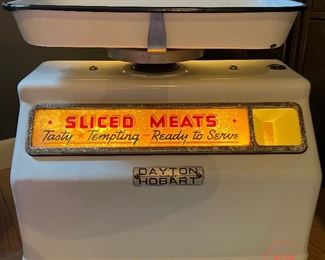 SLICED MEATS
Tasty - Tempting - Ready to Serve
DAYTON
HOBART